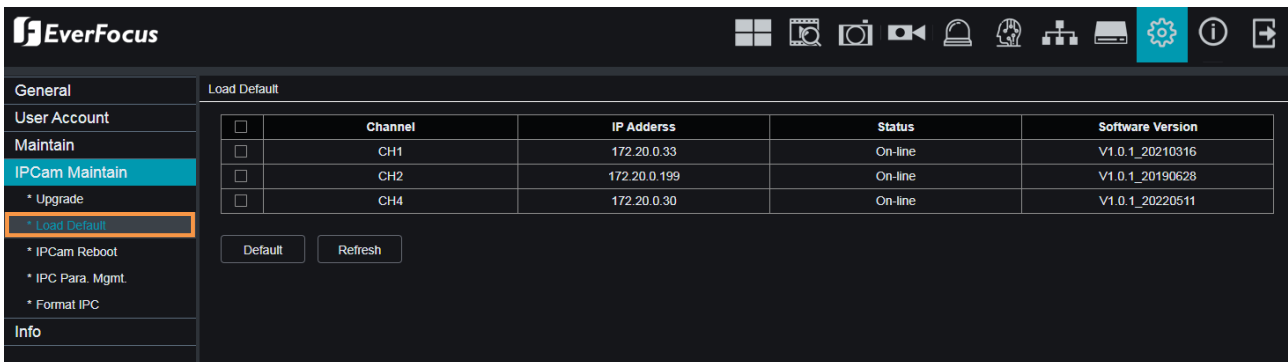 EverFocus
General
User Account
Maintain
IPCam Maintain
* Upgrade
* Load Default
* IPCam Reboot
* IPC Para. Mgmt.
* Format IPC
Info
Load Default
Channel IP Adderss Status Software Version
CH1 172.20.0.33 On-line V1.0.1_20210316
CH2 172.20.0.199 On-line V1.0.1_20190628
CH4 172.20.0.30 On-line V1.0.1_20220511
Default Refresh